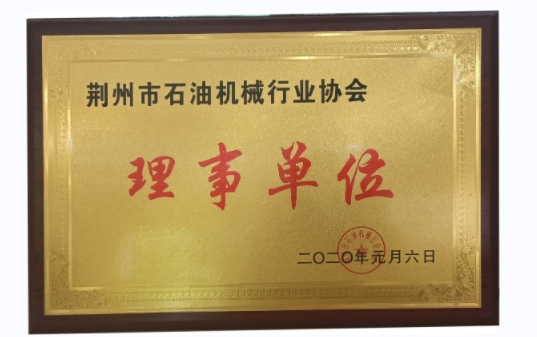 荆州市石油机械行业协会
理事单位
二〇二〇年元月六日